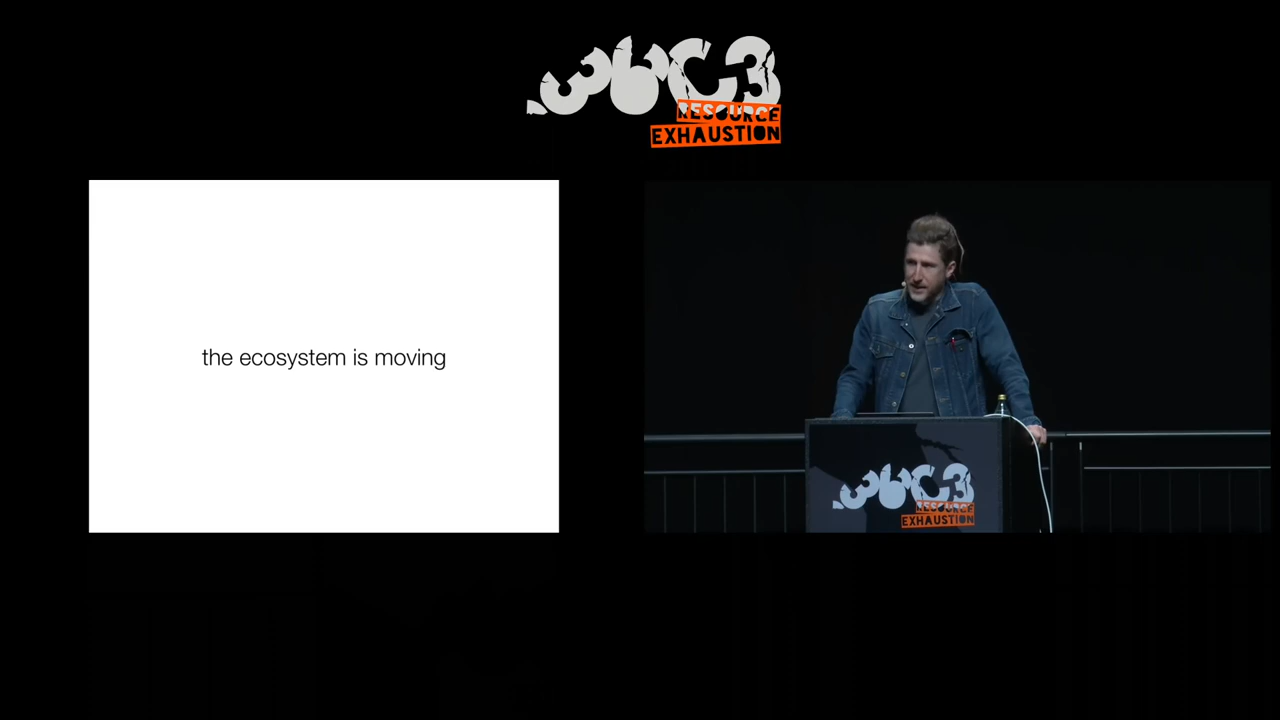 36C3
RESOURCE
EXHAUSTION
the ecosystem is moving
36C3
RESOURCE
EXHAUSTION